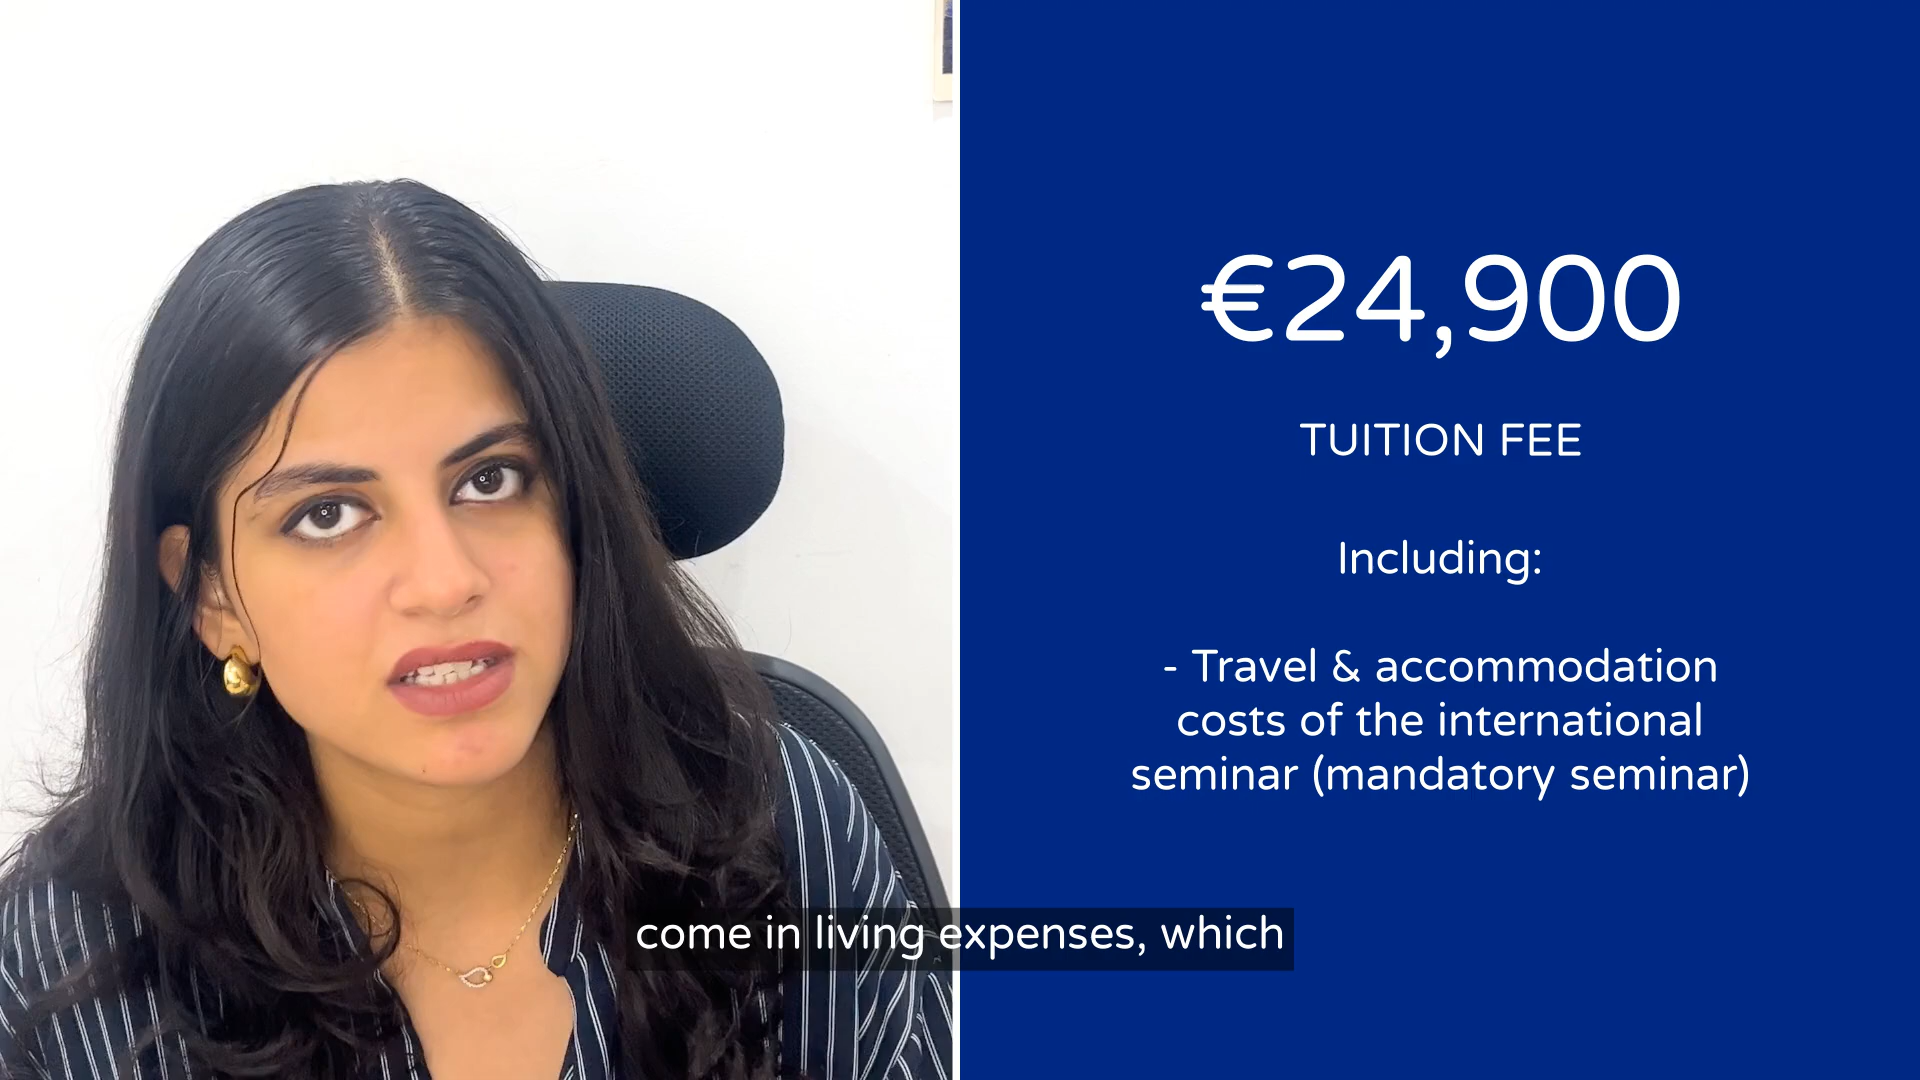 €24,900
TUITION FEE
Including:
- Travel & accommodation
costs of the international
seminar (mandatory seminar)
come in living expenses, which